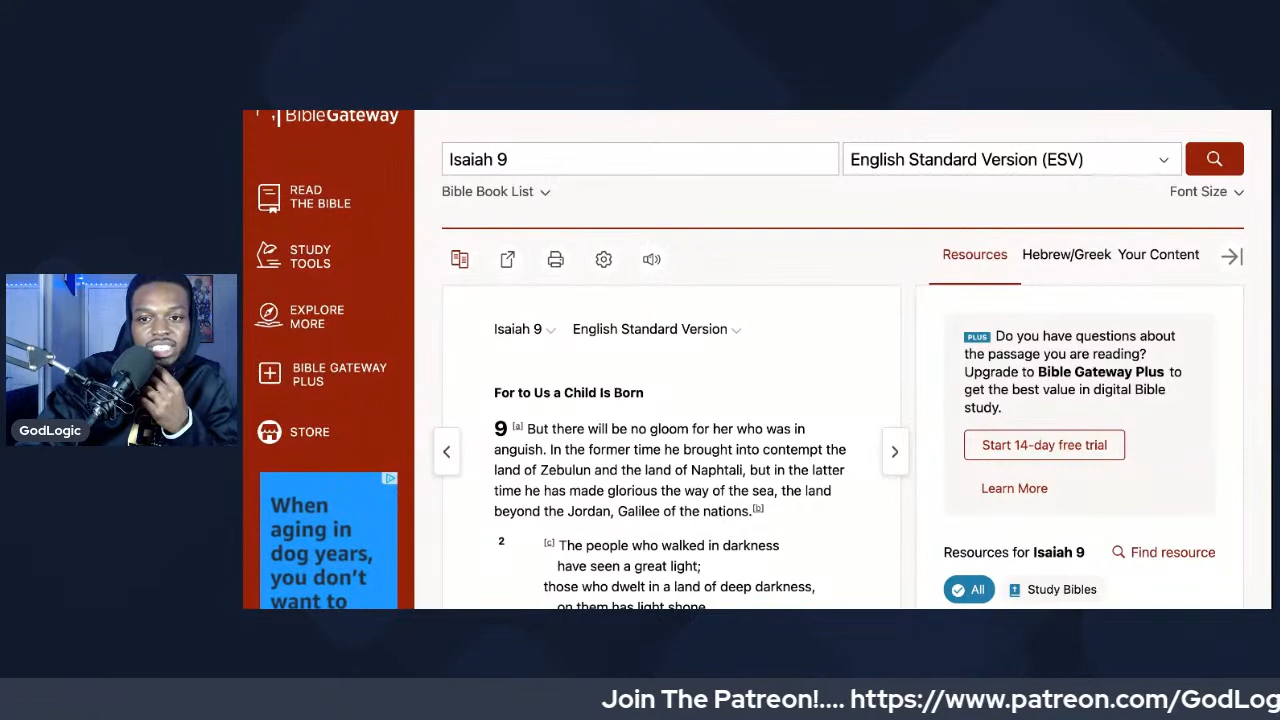 BibleGateway
READ
THE BIBLE
STUDY
TOOLS
EXPLORE
MORE
BIBLE GATEWAY
PLUS
STORE
When
aging in
dog years,
you don't
want to
Isaiah 9
English Standard Version (ESV)
Bible Book List
Font Size
Resources
Hebrew/Greek
Your Content
Isaiah 9
English Standard Version
For to Us a Child Is Born
9 [a] But there will be no gloom for her who was in
anguish. In the former time he brought into contempt the
land of Zebulun and the land of Naphtali, but in the latter
time he has made glorious the way of the sea, the land
beyond the Jordan, Galilee of the nations.[b]
2 [c] The people who walked in darkness
have seen a great light;
those who dwelt in a land of deep darkness,
on them has light shone
PLUS Do you have questions about
the passage you are reading?
Upgrade to Bible Gateway Plus to
get the best value in digital Bible
study.
Start 14-day free trial
Learn More
Resources for Isaiah 9
Find resource
All
Study Bibles
GodLogic
Join The Patreon!.... https://www.patreon.com/GodLog